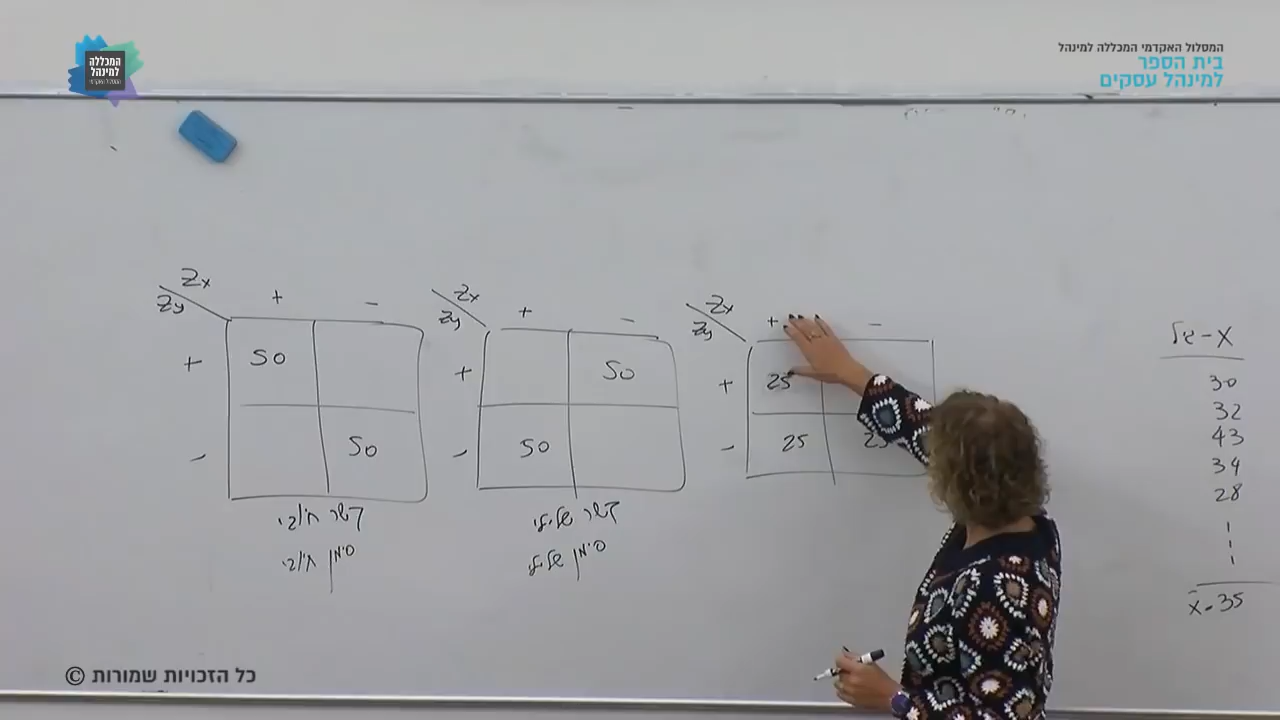 המכללה
למינהל
המסלול האקדמי המכללה למינהל
בית הספר
למינהל עסקים
Zx
Zy
+ -
+ 50
- 50
קשר חיובי
סימן חיובי
Zx
Zy
+ -
+ 50
- 50
קשר שלילי
סימן שלילי
Zx
Zy
+ -
+ 25
- 25 25
X - גיל
30
32
43
34
28
x̄ = 35
כל הזכויות שמורות ©